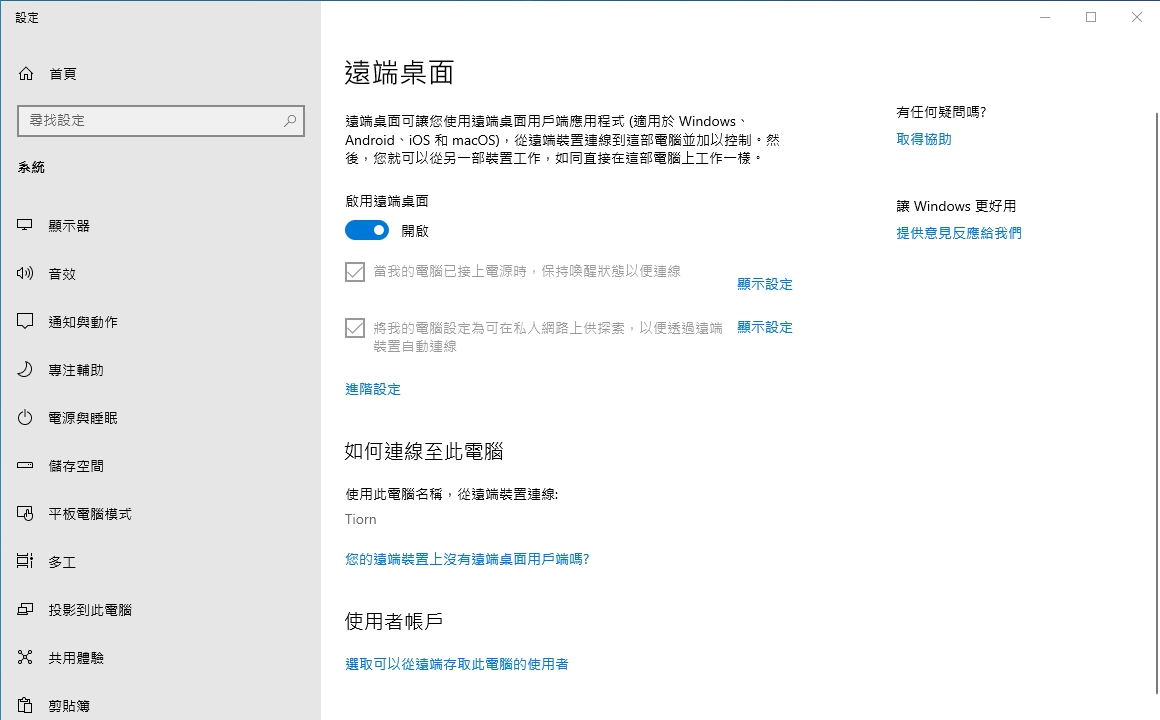 設定
首頁
尋找設定
系統
顯示器
音效
通知與動作
專注輔助
電源與睡眠
儲存空間
平板電腦模式
多工
投影到此電腦
共用體驗
剪貼簿
遠端桌面
遠端桌面可讓您使用遠端桌面用戶端應用程式 (適用於 Windows、
Android、iOS 和 macOS)，從遠端裝置連線到這部電腦並加以控制。然
後，您就可以從另一部裝置工作，如同直接在這部電腦上工作一樣。
啟用遠端桌面
開啟
當我的電腦已接上電源時，保持喚醒狀態以便連線
顯示設定
將我的電腦設定為可在私人網路上供探索，以便透過遠端
裝置自動連線
顯示設定
進階設定
如何連線至此電腦
使用此電腦名稱，從遠端裝置連線:
Tiorn
您的遠端裝置上沒有遠端桌面用戶端嗎?
使用者帳戶
選取可以從遠端存取此電腦的使用者
有任何疑問嗎?
取得協助
讓 Windows 更好用
提供意見反應給我們